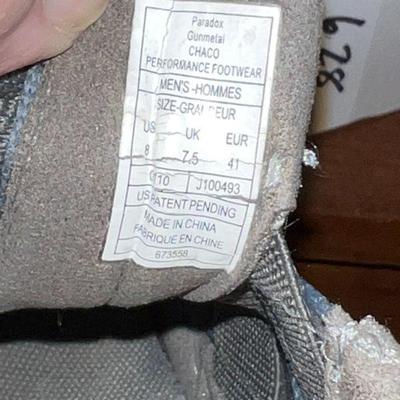 Paradox
Gunmetal
CHACO
PERFORMANCE FOOTWEAR
MEN'S-HOMMES
SIZE-GRANDEUR
US UK EUR
8 7.5 41
J100493
US PATENT PENDING
MADE IN CHINA
FABRIQUE EN CHINE
673558
628